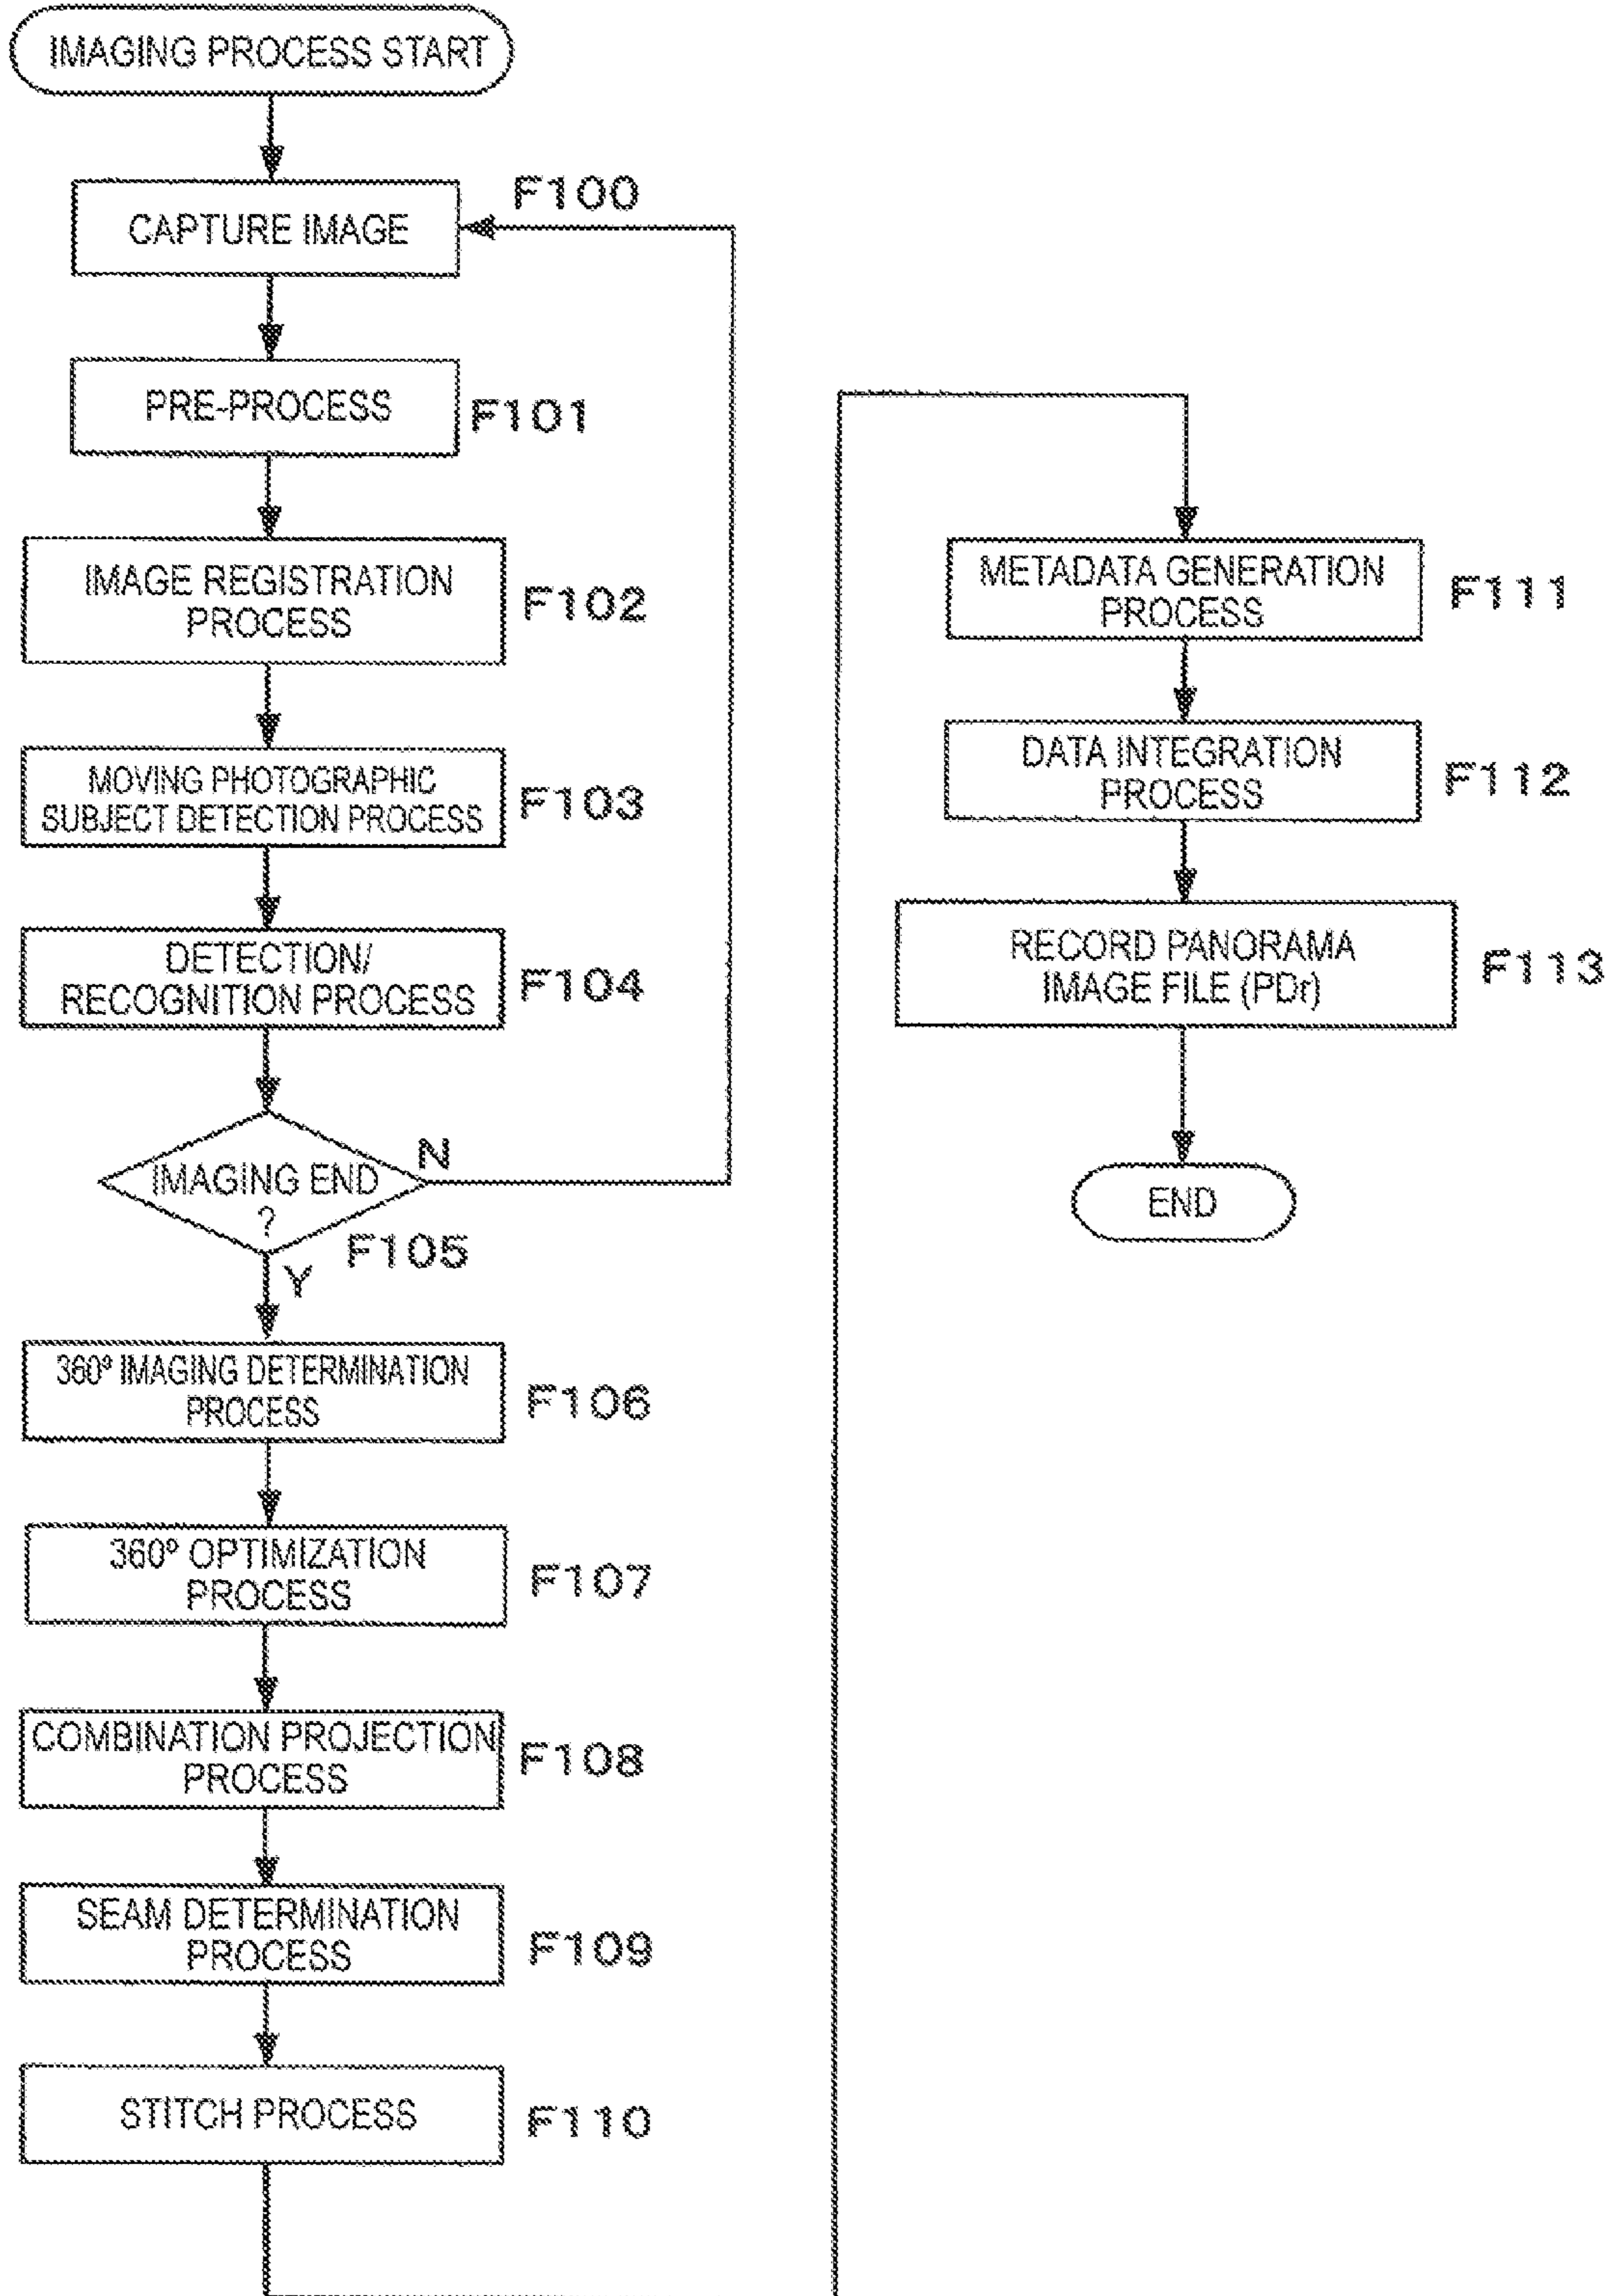 IMAGING PROCESS START
CAPTURE IMAGE
F100
PRE-PROCESS
F101
IMAGE REGISTRATION
PROCESS
F102
MOVING PHOTOGRAPHIC
SUBJECT DETECTION PROCESS
F103
DETECTION/
RECOGNITION PROCESS
F104
IMAGING END
?
N
F105
Y
360° IMAGING DETERMINATION
PROCESS
F106
360° OPTIMIZATION
PROCESS
F107
COMBINATION PROJECTION
PROCESS
F108
SEAM DETERMINATION
PROCESS
F109
STITCH PROCESS
F110
METADATA GENERATION
PROCESS
F111
DATA INTEGRATION
PROCESS
F112
RECORD PANORAMA
IMAGE FILE (PDr)
F113
END